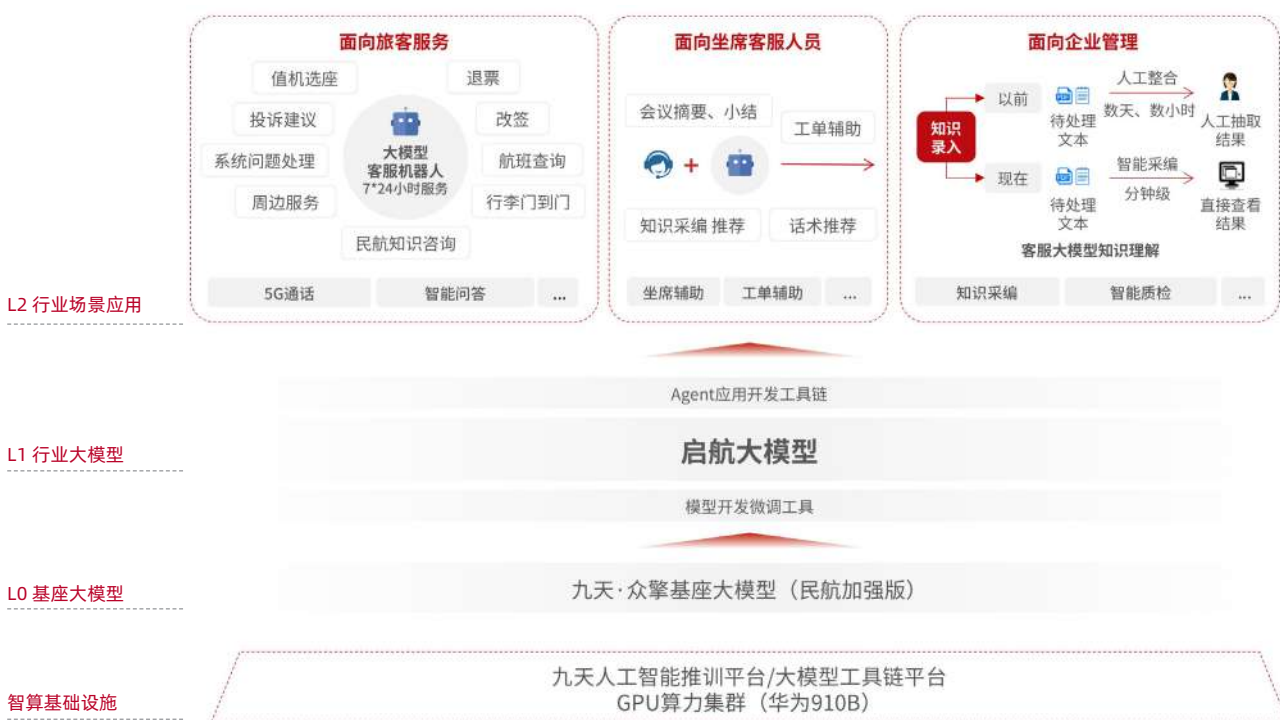 面向旅客服务
值机选座
退票
投诉建议
改签
系统问题处理
航班查询
周边服务
行李门到门
大模型
客服机器人
7*24小时服务
民航知识咨询
5G通话
智能问答
...
面向坐席客服人员
会议摘要、小结
工单辅助
+
知识采编 推荐
话术推荐
坐席辅助
工单辅助
...
面向企业管理
知识
录入
以前
PDF
待处理
文本
人工整合
数天、数小时
人工抽取
结果
现在
PDF
待处理
文本
智能采编
分钟级
直接查看
结果
客服大模型知识理解
知识采编
智能质检
...
L2 行业场景应用
Agent应用开发工具链
L1 行业大模型
启航大模型
模型开发微调工具
L0 基座大模型
九天·众擎基座大模型（民航加强版）
智算基础设施
九天人工智能推训平台/大模型工具链平台
GPU算力集群（华为910B）